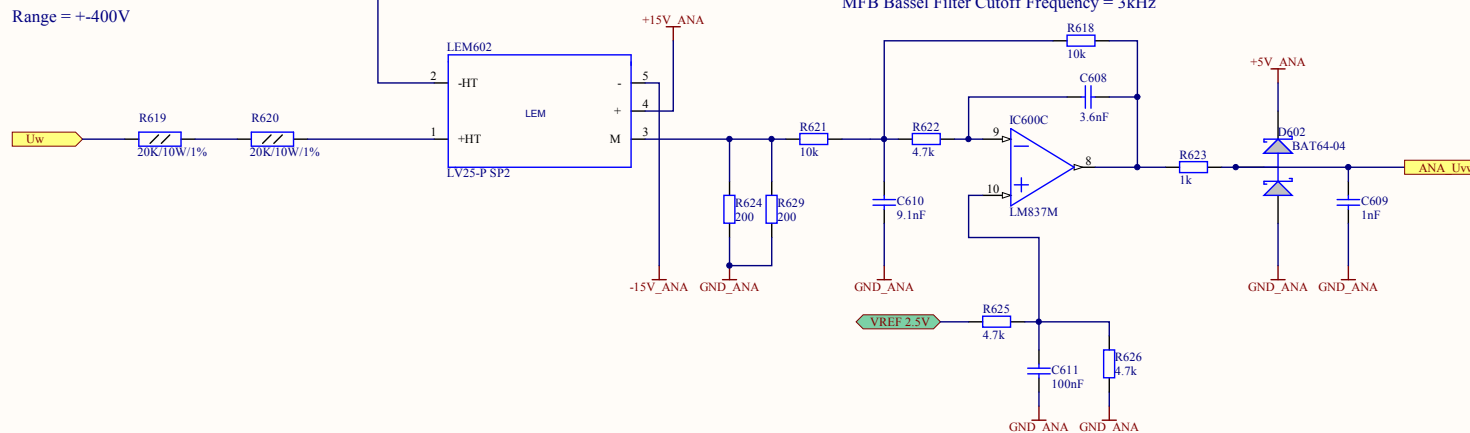 MFB Bassel Filter Cutoff Frequency = 3kHz
Range = +-400V
+15V_ANA
R618
10k
LEM602
C608
3.6nF
+5V_ANA
2
-HT
-
5
+
4
LEM
IC600C
D602
BAT64-04
R619
20K/10W/1%
R620
20K/10W/1%
Uw
1
+HT
M
3
R621
10k
R622
4.7k
9
8
R623
1k
ANA_Uvw
LV25-P SP2
10
LM837M
R624
200
R629
200
C610
9.1nF
C609
1nF
-15V_ANA
GND_ANA
GND_ANA
GND_ANA
GND_ANA
VREF 2.5V
R625
4.7k
C611
100nF
R626
4.7k
GND_ANA
GND_ANA